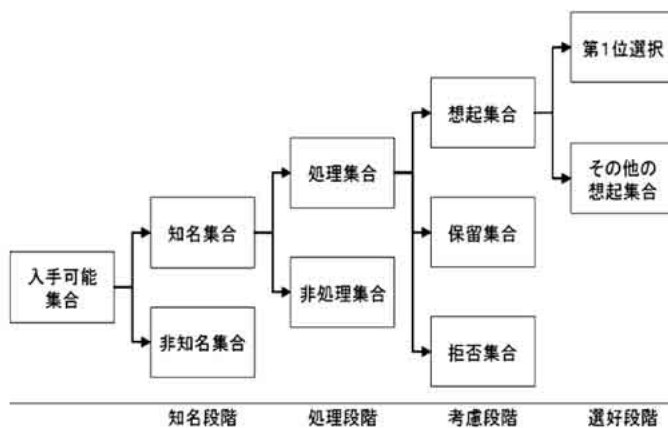 第1位選択
想起集合
処理集合
その他の
想起集合
知名集合
保留集合
入手可能
集合
非処理集合
非知名集合
拒否集合
知名段階
処理段階
考慮段階
選好段階